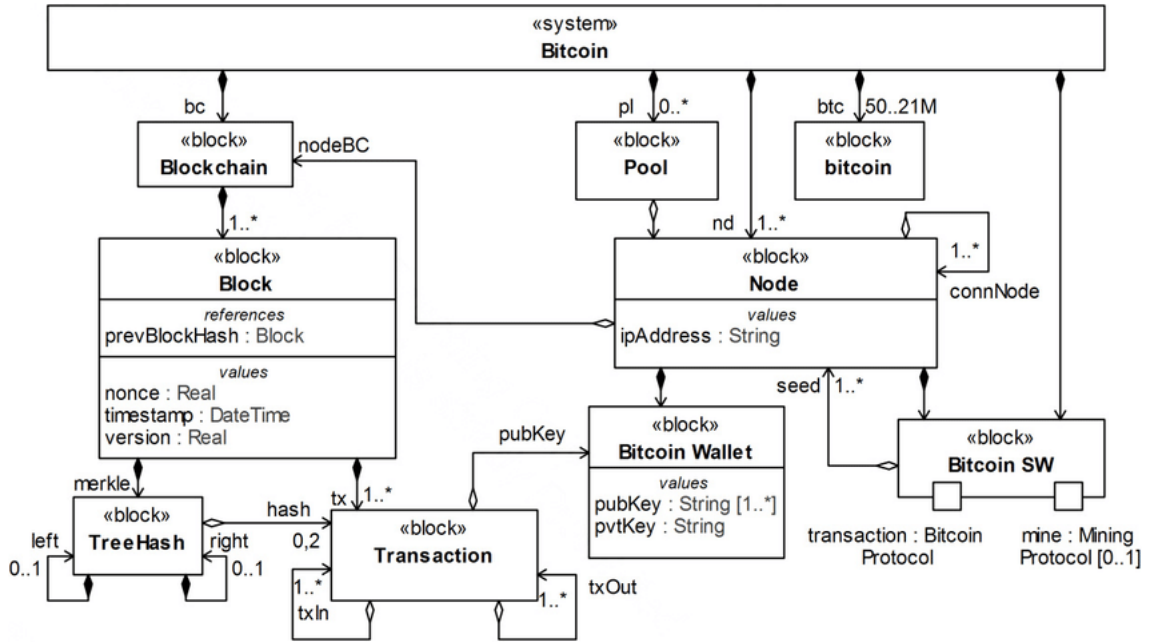 «system»
Bitcoin
bc
pl
0..*
btc
50..21M
«block»
Blockchain
nodeBC
«block»
Pool
«block»
bitcoin
1..*
nd
1..*
«block»
Block
references
prevBlockHash : Block
values
nonce : Real
timestamp : DateTime
version : Real
«block»
Node
values
ipAddress : String
1..*
connNode
seed
1..*
merkle
tx
1..*
pubKey
«block»
Bitcoin Wallet
values
pubKey : String [1..*]
pvtKey : String
«block»
Bitcoin SW
transaction : Bitcoin
Protocol
mine : Mining
Protocol [0..1]
left
0..1
«block»
TreeHash
right
0..1
hash
0,2
«block»
Transaction
1..*
txIn
1..*
txOut